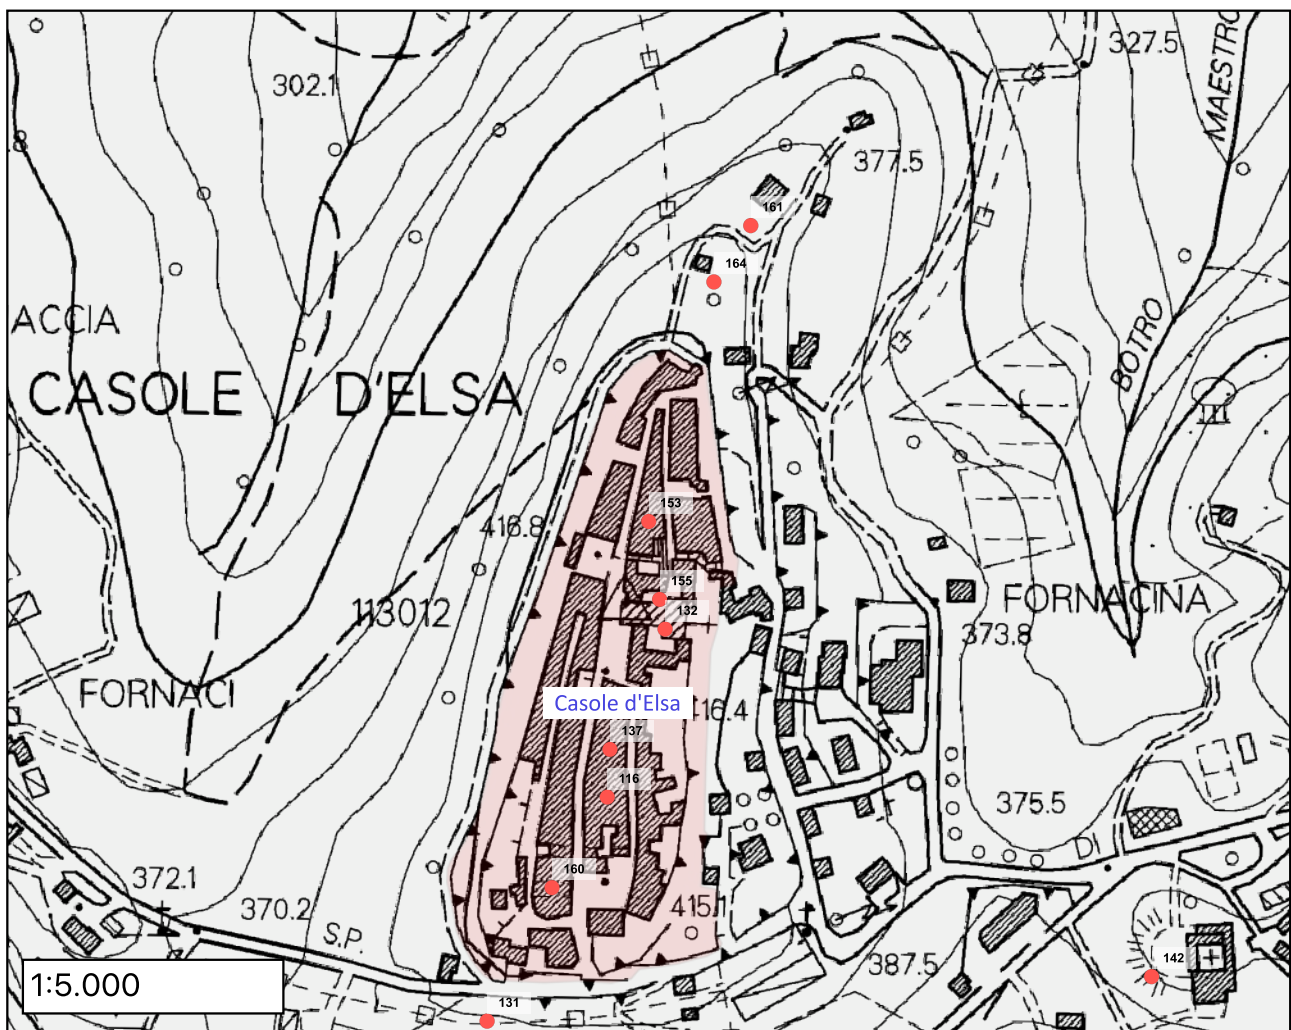 327.5
MAESTRO
302.1
377.5
161
164
ACCIA
BOTRO
CASOLE D'ELSA
153
416.8
155
113012
132
FORNACINA
373.8
FORNACI
Casole d'Elsa
416.4
137
116
375.5
DI
160
372.1
370.2
415.1
S.P.
387.5
142
1:5.000
131